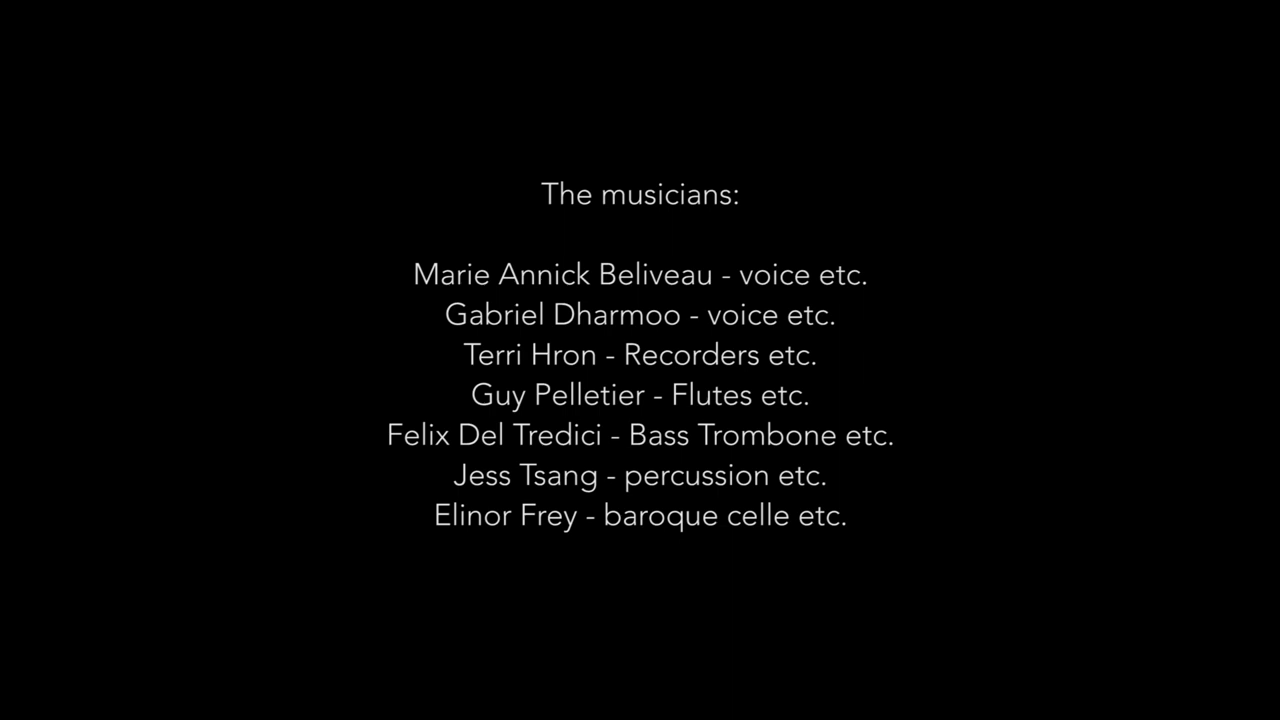 The musicians:
Marie Annick Beliveau - voice etc.
Gabriel Dharmoo - voice etc.
Terri Hron - Recorders etc.
Guy Pelletier - Flutes etc.
Felix Del Tredici - Bass Trombone etc.
Jess Tsang - percussion etc.
Elinor Frey - baroque celle etc.